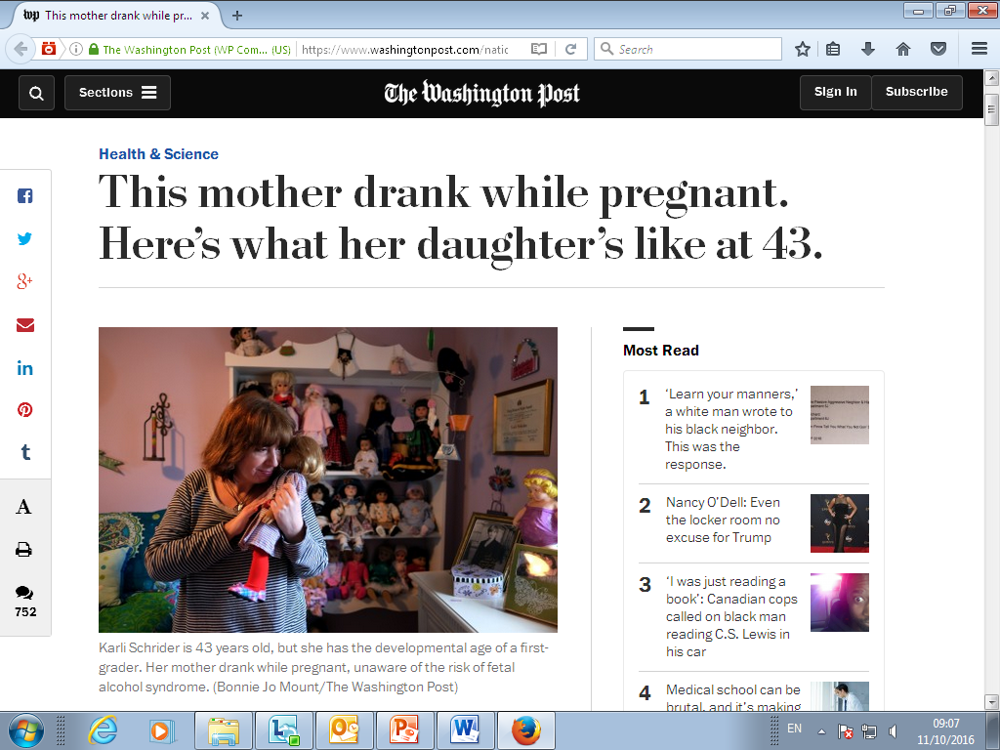 This mother drank while pr...
The Washington Post (WP Com... (US)
https://www.washingtonpost.com/natic
Search
Sections
The Washington Post
Sign In
Subscribe
Health & Science
This mother drank while pregnant.
Here's what her daughter's like at 43.
752
Karli Schrider is 43 years old, but she has the developmental age of a first-
grader. Her mother drank while pregnant, unaware of the risk of fetal
alcohol syndrome. (Bonnie Jo Mount/The Washington Post)
Most Read
1
'Learn your manners,'
a white man wrote to
his black neighbor.
This was the
response.
2
Nancy O'Dell: Even
the locker room no
excuse for Trump
3
'I was just reading a
book': Canadian cops
called on black man
reading C.S. Lewis in
his car
4
Medical school can be
brutal, and it's making
EN
09:07
11/10/2016